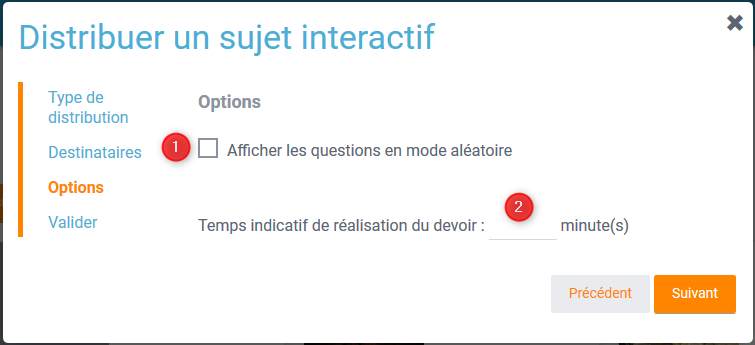 Distribuer un sujet interactif
Type de
distribution
Destinataires
Options
Valider
Options
1
Afficher les questions en mode aléatoire
2
Temps indicatif de réalisation du devoir : minute(s)
Précédent
Suivant